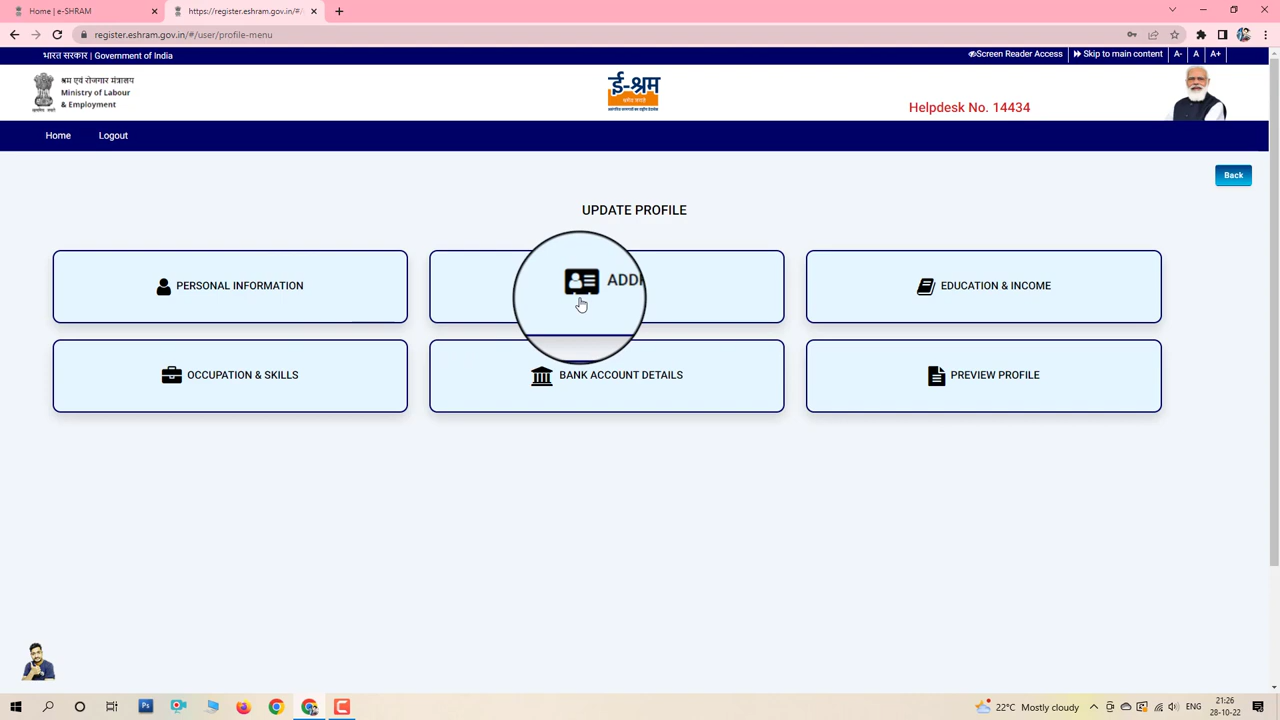 Home | e-SHRAM
https://register.eshram.gov.in/#/
register.eshram.gov.in/#/user/profile-menu
भारत सरकार | Government of India
Screen Reader Access
Skip to main content
A-
A
A+
श्रम एवं रोजगार मंत्रालय
Ministry of Labour
& Employment
ई-श्रम
Helpdesk No. 14434
Home
Logout
Back
UPDATE PROFILE
PERSONAL INFORMATION
EDUCATION & INCOME
OCCUPATION & SKILLS
BANK ACCOUNT DETAILS
PREVIEW PROFILE
Ps
22°C Mostly cloudy
ENG
21:26
28-10-22